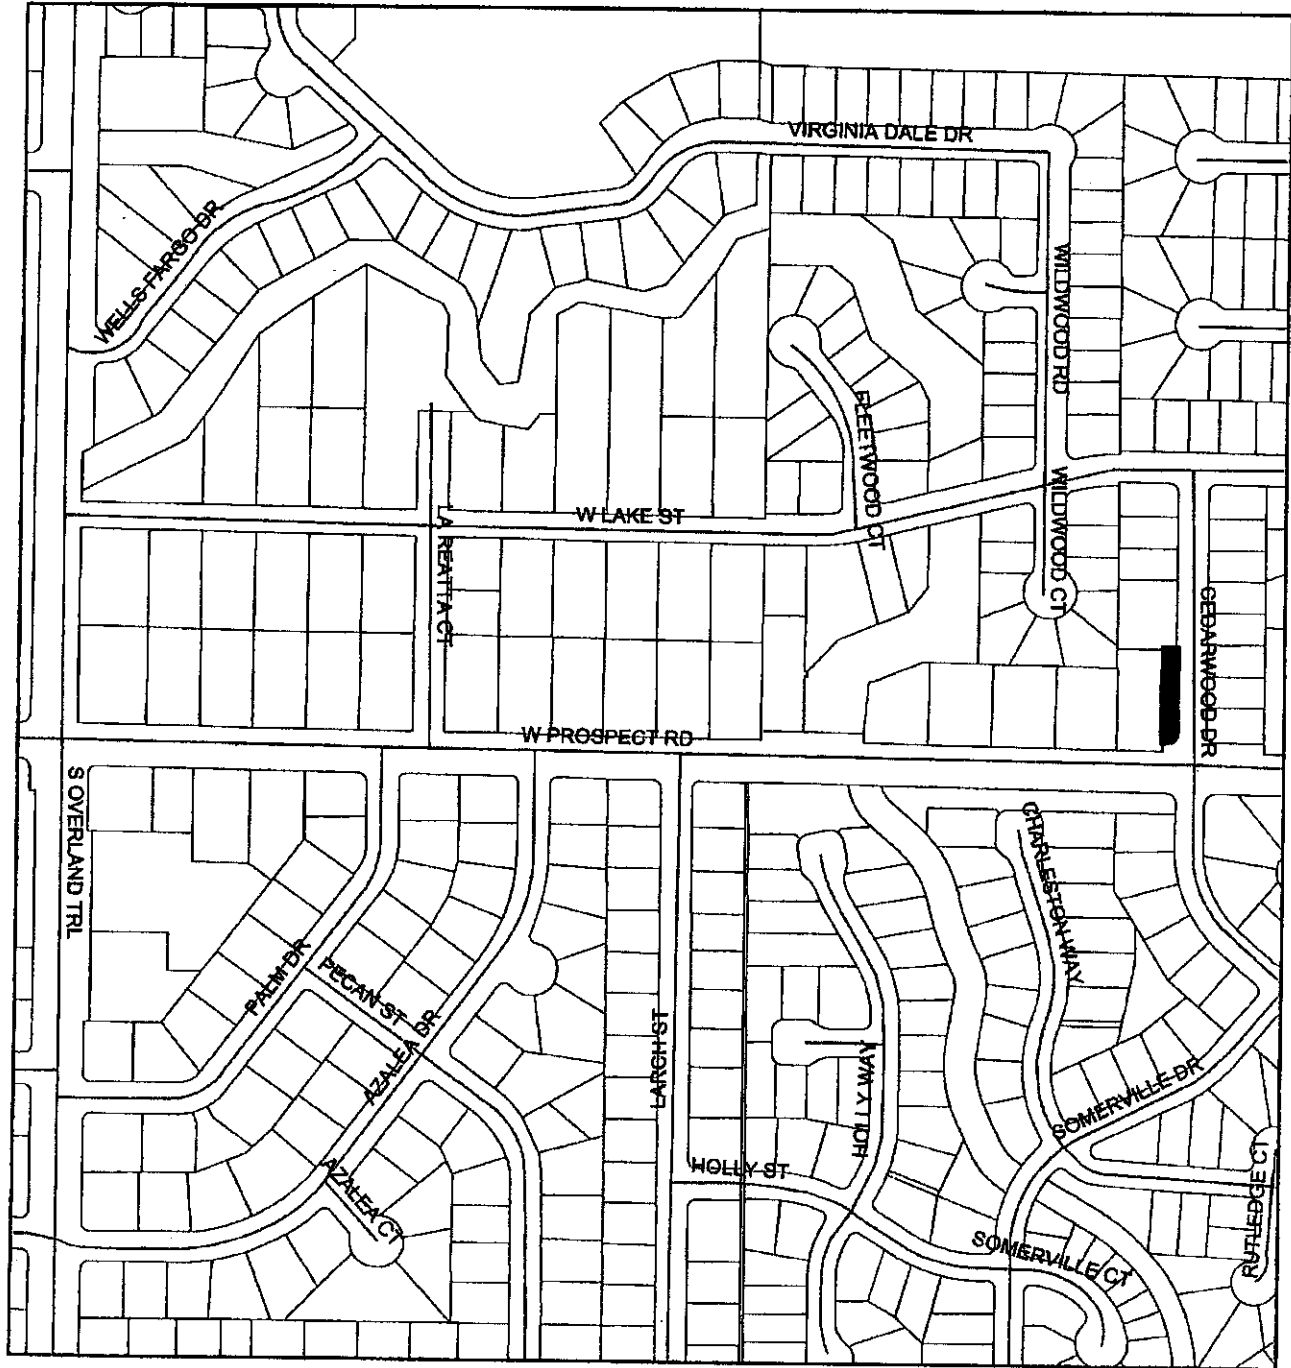 VIRGINIA DALE DR
WELLS FARGO DR
WILDWOOD RD
FLEETWOOD CT
W LAKE ST
LA REATTA CT
WILDWOOD CT
CEDARWOOD DR
W PROSPECT RD
S OVERLAND TRL
CHARLESTON WAY
PALM DR
PECAN ST
AZALEA DR
LARCH ST
HOLLY WAY
SOMERVILLE DR
AZALEA CT
HOLLY ST
RUTLEDGE CT
SOMERVILLE CT